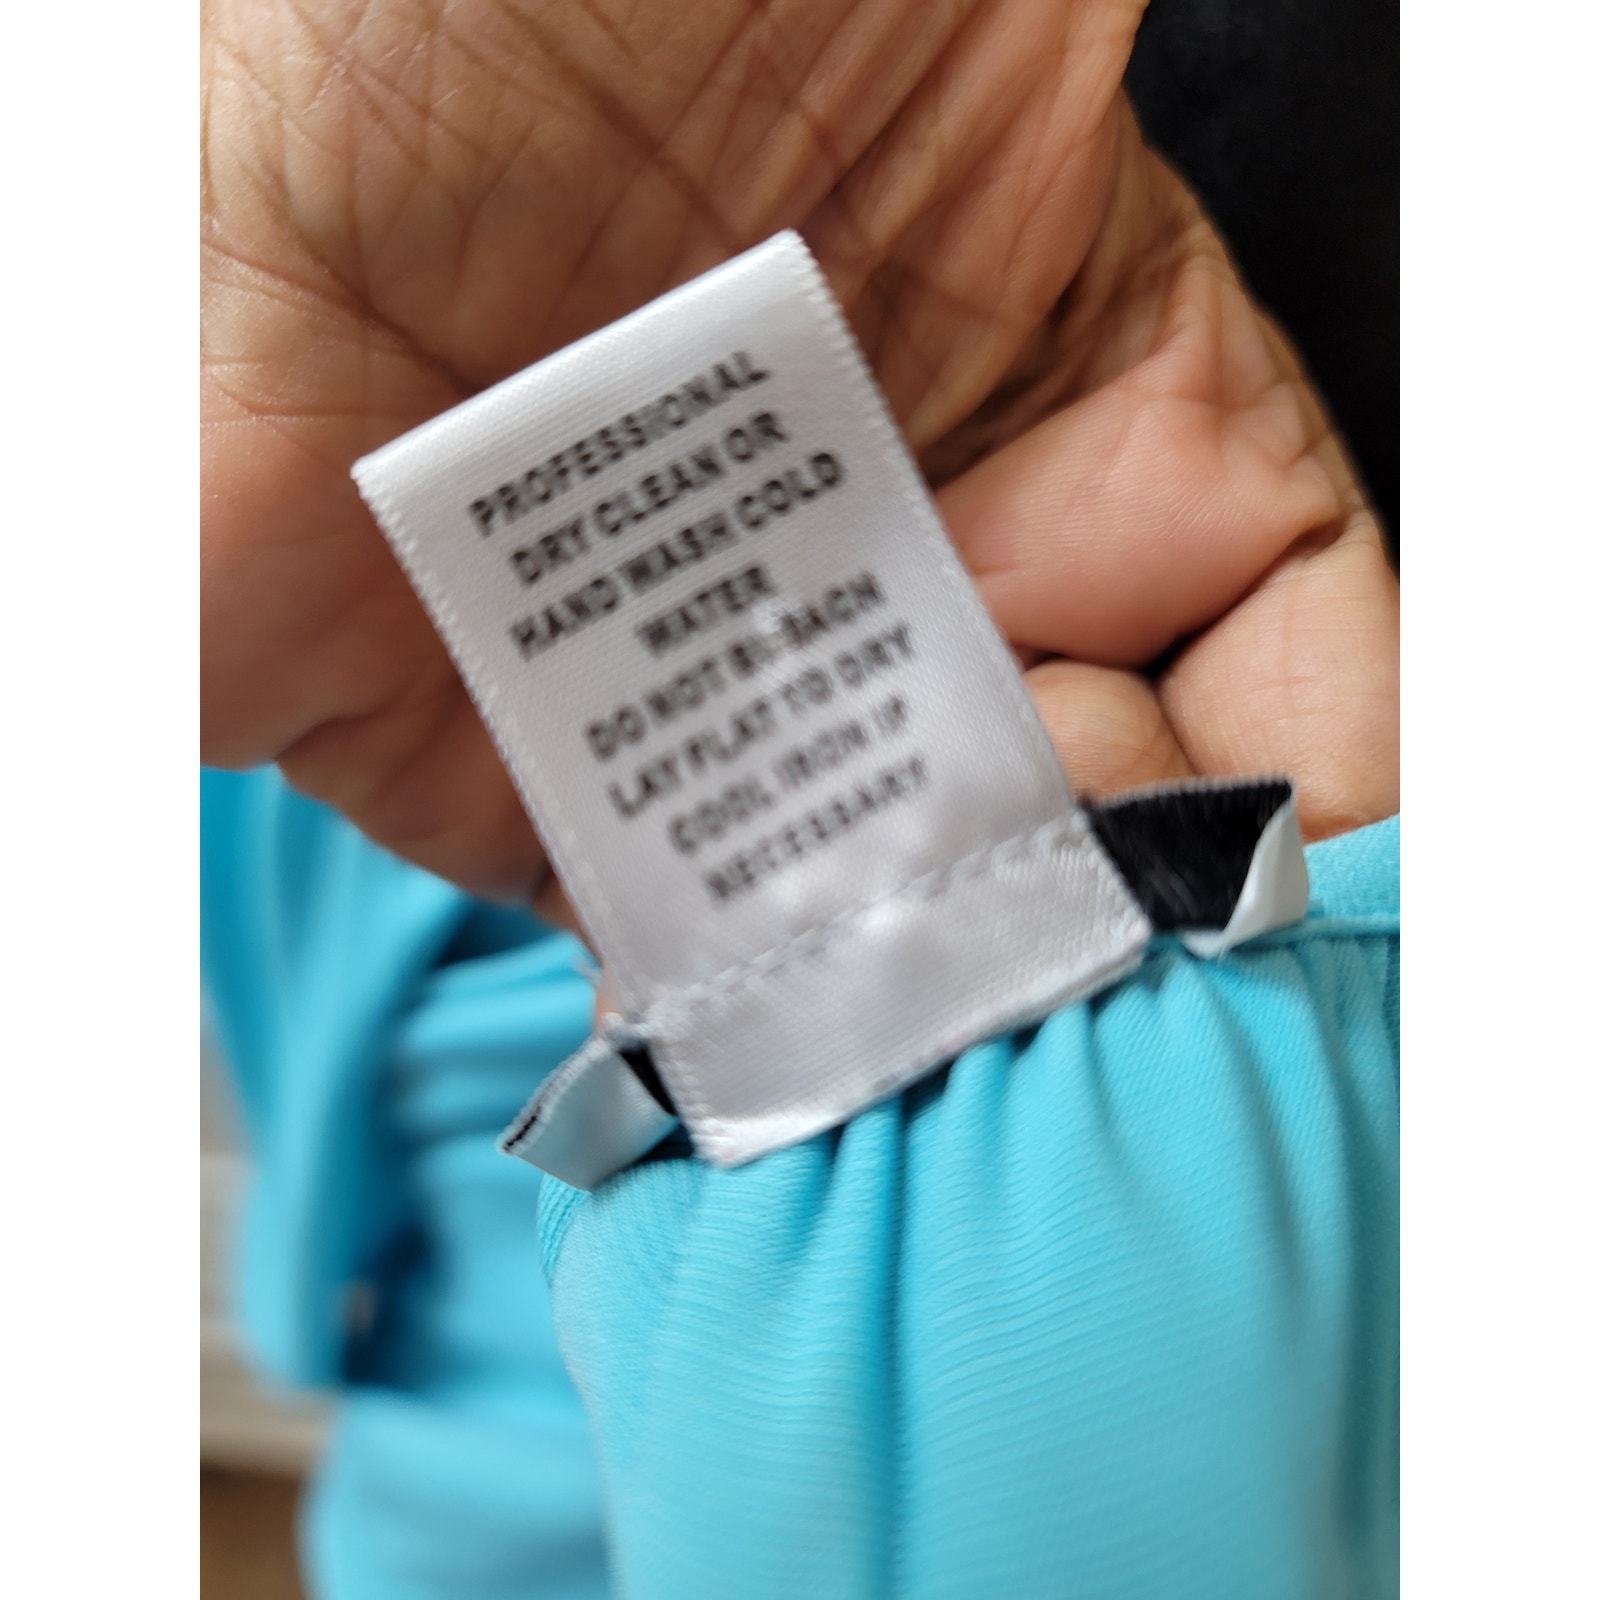 PROFESSIONAL
DRY CLEAN OR
HAND WASH COLD
WATER
DO NOT BLEACH
LAY FLAT TO DRY
COOL IRON IF
NECESSARY